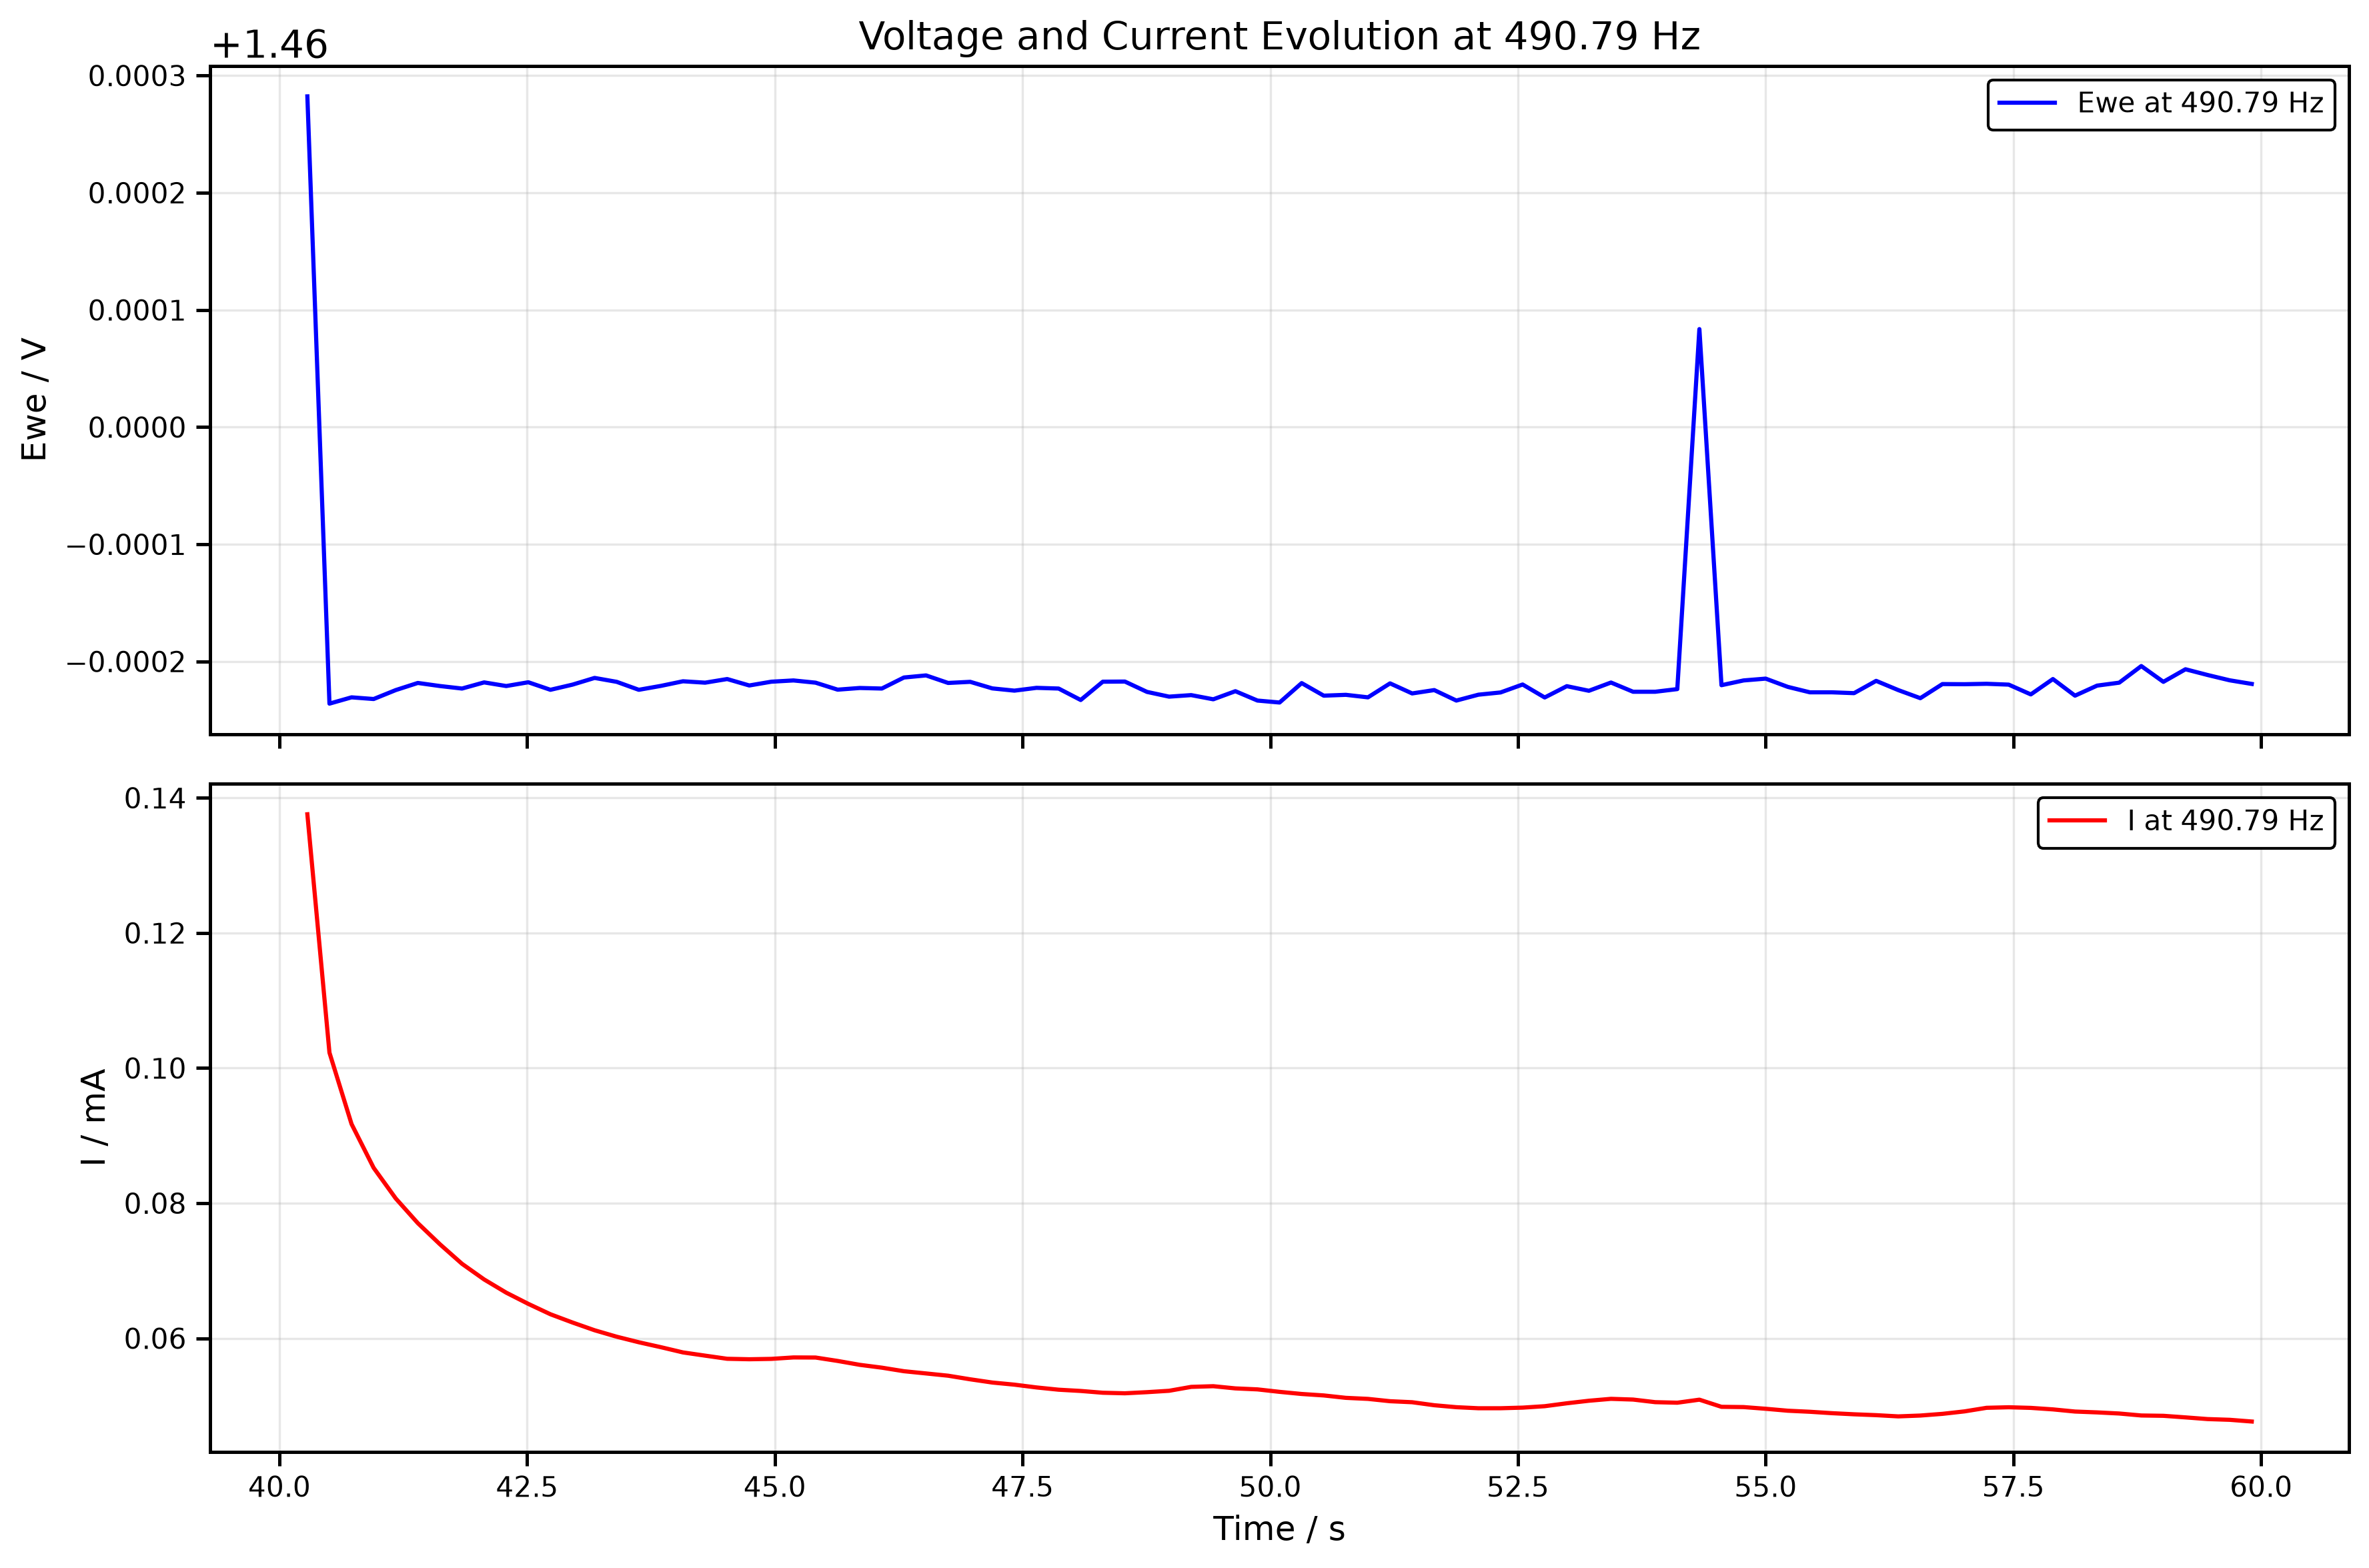 Voltage and Current Evolution at 490.79 Hz
+1.46
0.0003
0.0002
0.0001
0.0000
−0.0001
−0.0002
Ewe / V
Ewe at 490.79 Hz
0.14
0.12
0.10
0.08
0.06
I / mA
I at 490.79 Hz
40.0 42.5 45.0 47.5 50.0 52.5 55.0 57.5 60.0
Time / s